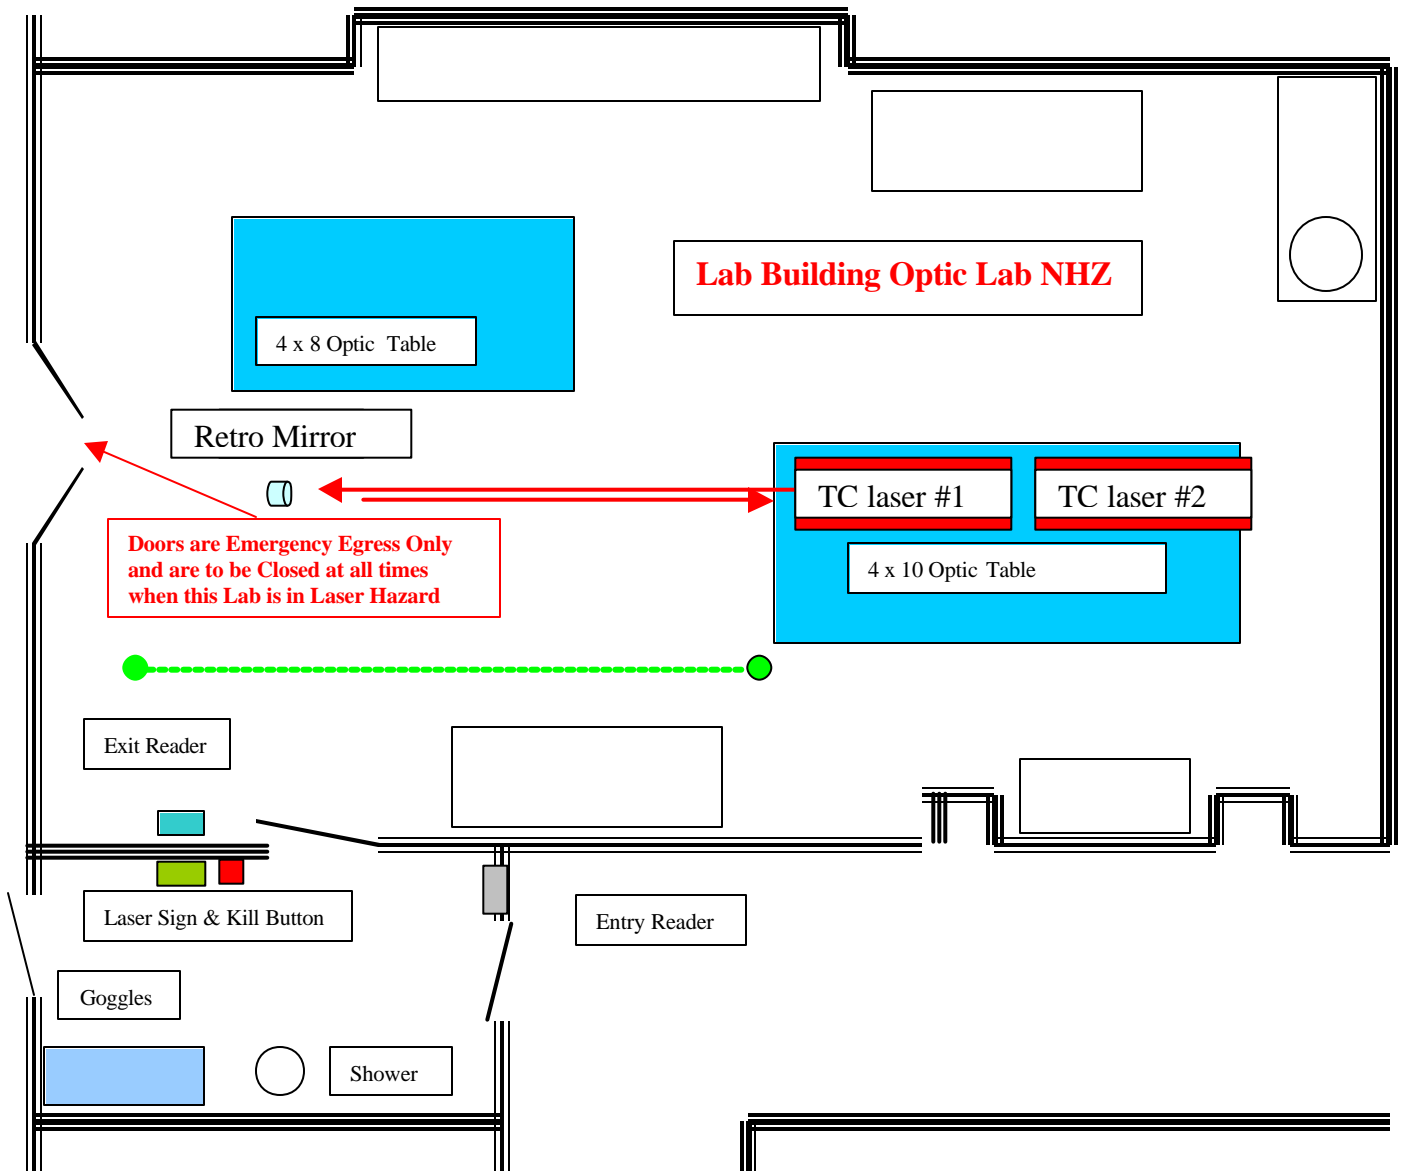 Lab Building Optic Lab NHZ
4 x 8 Optic Table
Retro Mirror
TC laser #1
TC laser #2
Doors are Emergency Egress Only
and are to be Closed at all times
when this Lab is in Laser Hazard
4 x 10 Optic Table
Exit Reader
Laser Sign & Kill Button
Entry Reader
Goggles
Shower